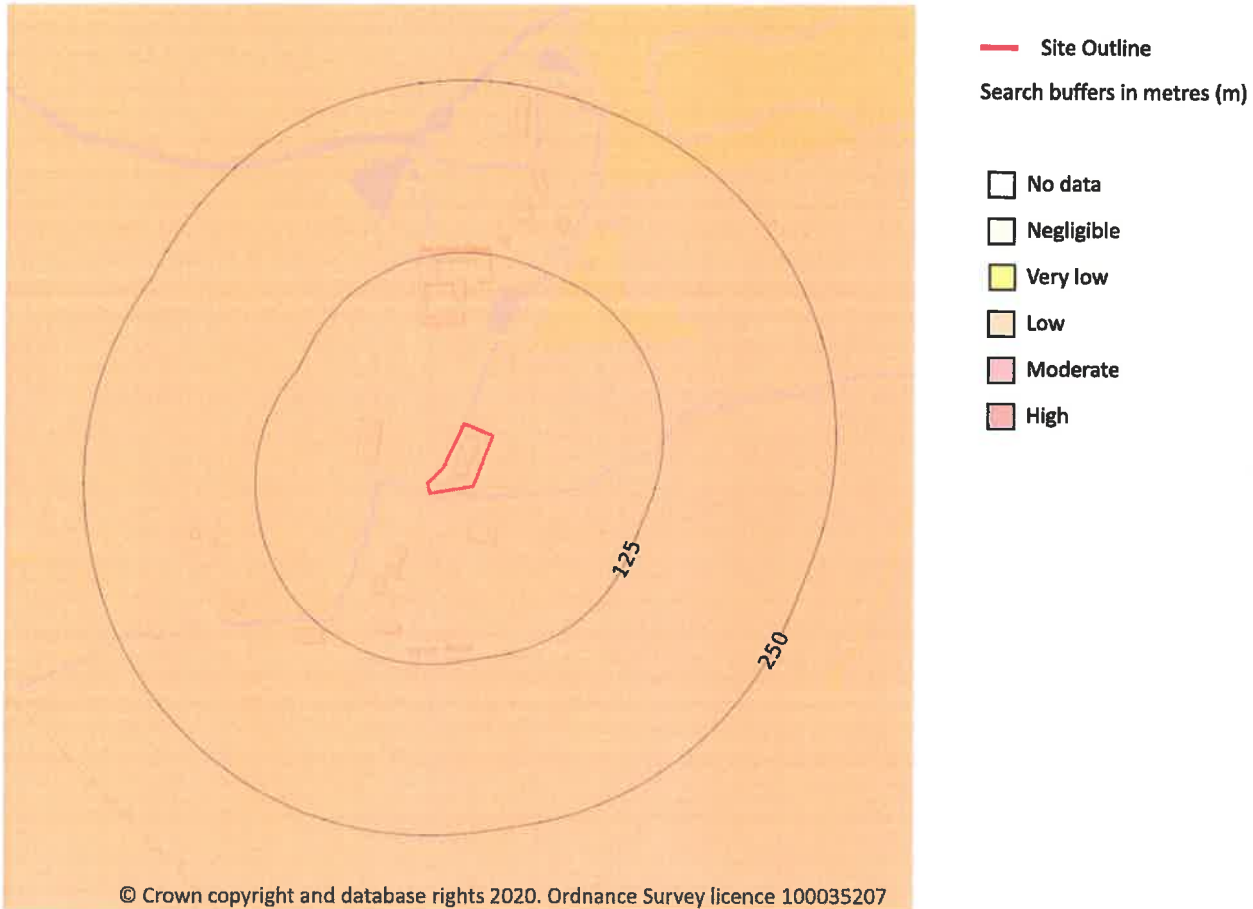 Site Outline
Search buffers in metres (m)
No data
Negligible
Very low
Low
Moderate
High
125
250
© Crown copyright and database rights 2020. Ordnance Survey licence 100035207